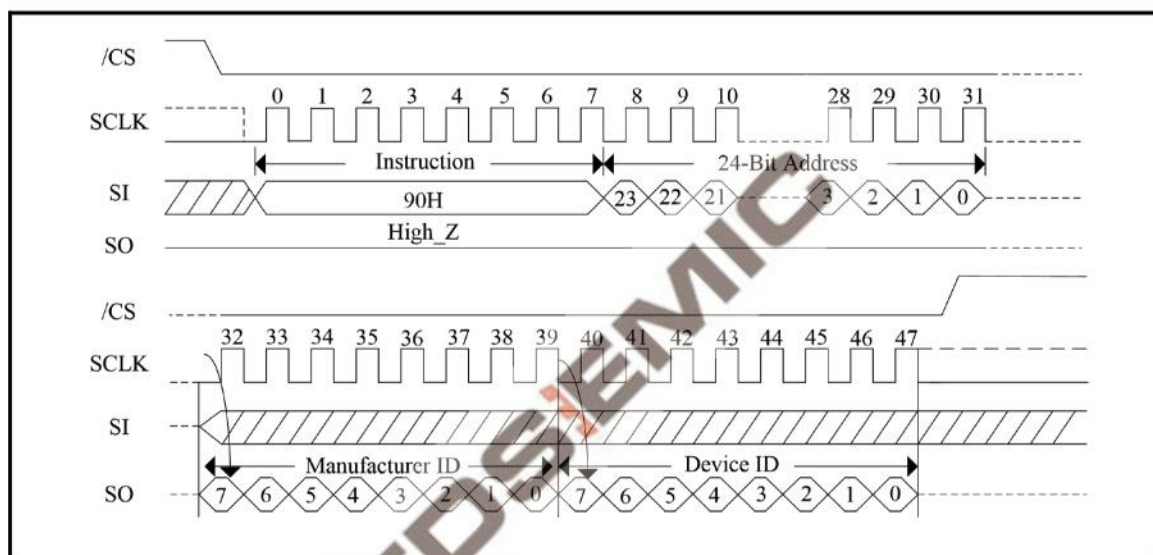 /CS
0 1 2 3 4 5 6 7 8 9 10 28 29 30 31
SCLK
Instruction 24-Bit Address
SI 90H 23 22 21 3 2 1 0
High_Z
SO
/CS
32 33 34 35 36 37 38 39 40 41 42 43 44 45 46 47
SCLK
SI
Manufacturer ID Device ID
SO 7 6 5 4 3 2 1 0 7 6 5 4 3 2 1 0